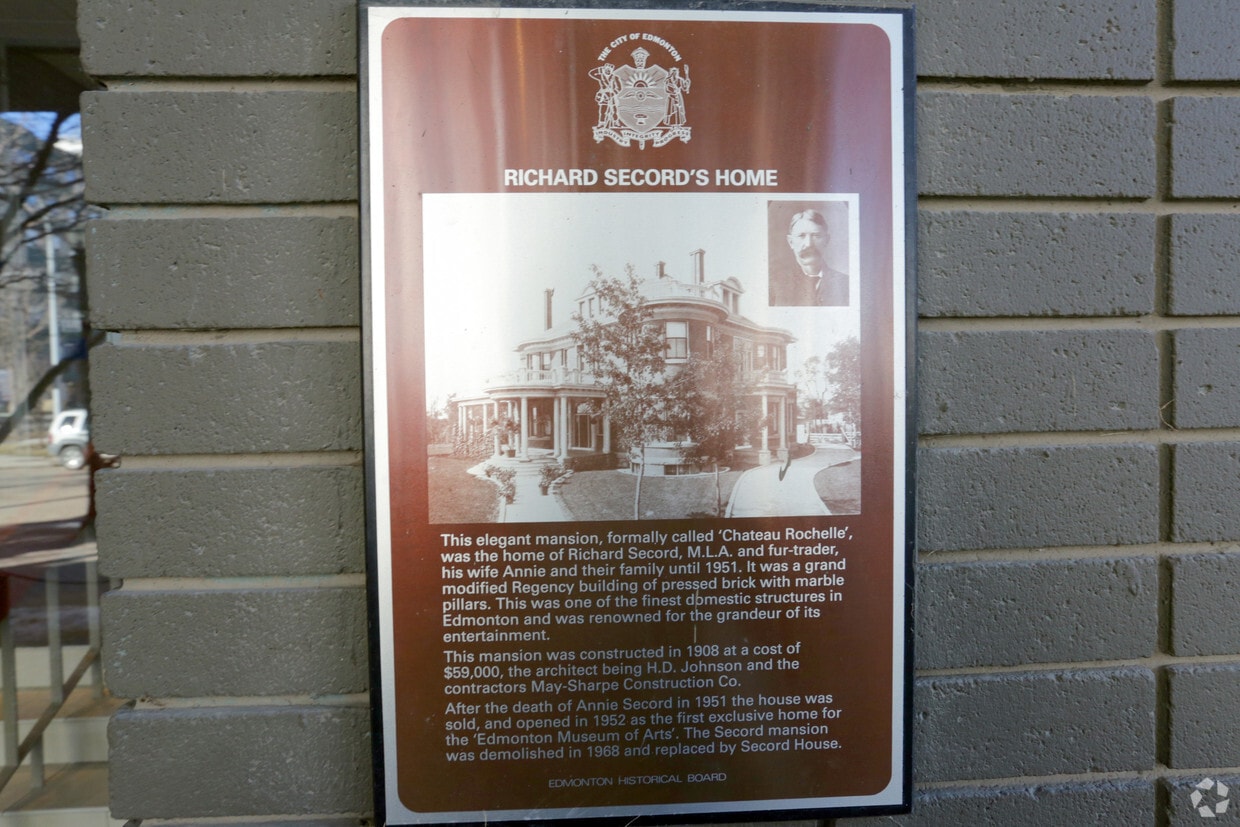 THE CITY OF EDMONTON
INDUSTRY INTEGRITY PROGRESS
RICHARD SECORD'S HOME
This elegant mansion, formally called 'Chateau Rochelle',
was the home of Richard Secord, M.L.A. and fur-trader,
his wife Annie and their family until 1951. It was a grand
modified Regency building of pressed brick with marble
pillars. This was one of the finest domestic structures in
Edmonton and was renowned for the grandeur of its
entertainment.
This mansion was constructed in 1908 at a cost of
$59,000, the architect being H.D. Johnson and the
contractors May-Sharpe Construction Co.
After the death of Annie Secord in 1951 the house was
sold, and opened in 1952 as the first exclusive home for
the 'Edmonton Museum of Arts'. The Secord mansion
was demolished in 1968 and replaced by Secord House.
EDMONTON HISTORICAL BOARD